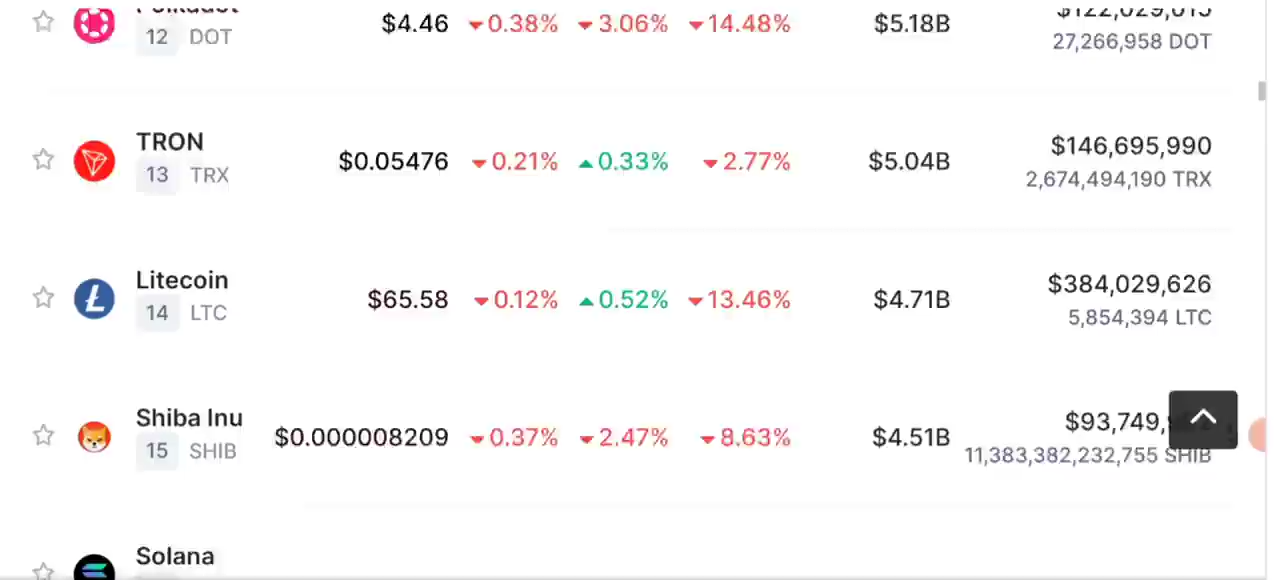 Polkadot
12 DOT $4.46 0.38% 3.06% 14.48% $5.18B
27,266,958 DOT
TRON
13 TRX $0.05476 0.21% 0.33% 2.77% $5.04B $146,695,990
2,674,494,190 TRX
Litecoin
14 LTC $65.58 0.12% 0.52% 13.46% $4.71B $384,029,626
5,854,394 LTC
Shiba Inu
15 SHIB $0.000008209 0.37% 2.47% 8.63% $4.51B
11,383,382,232,755 SHIB
Solana